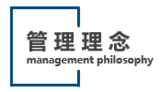 管理理念
management philosophy